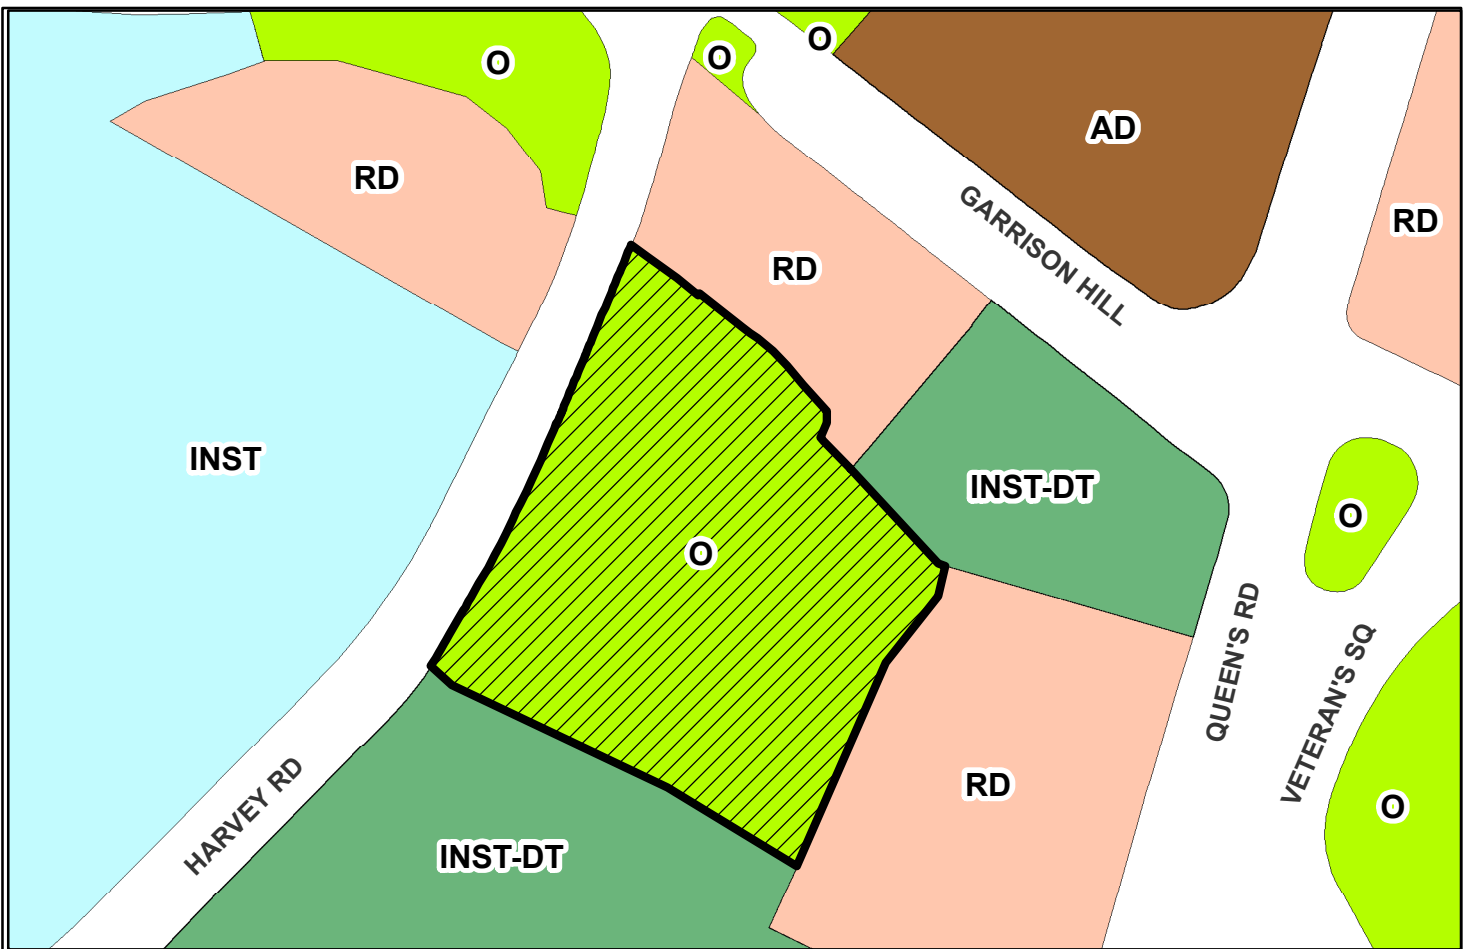 O
O
O
AD
RD
GARRISON HILL
RD
RD
INST
INST-DT
O
O
QUEEN'S RD
VETERAN'S SQ
RD
O
HARVEY RD
INST-DT